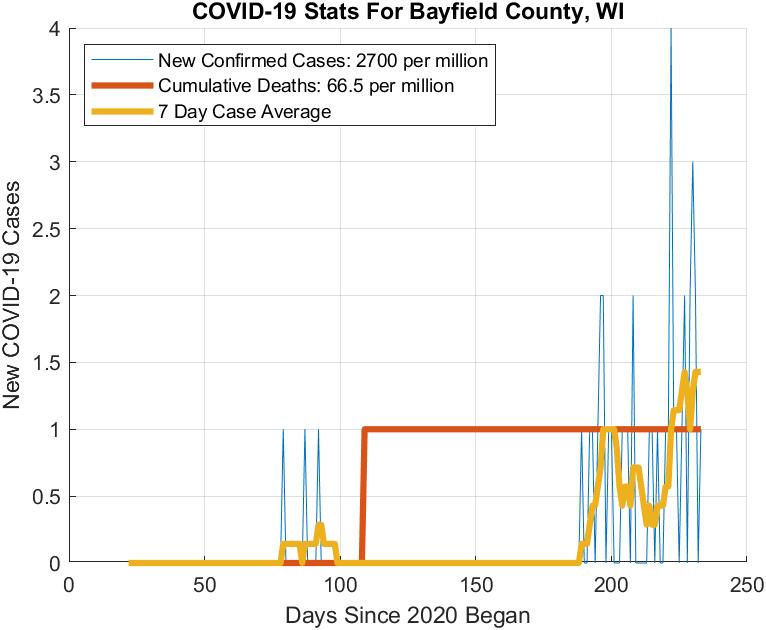 COVID-19 Stats For Bayfield County, WI
New Confirmed Cases: 2700 per million
Cumulative Deaths: 66.5 per million
7 Day Case Average
New COVID-19 Cases
4
3.5
3
2.5
2
1.5
1
0.5
0
0 50 100 150 200 250
Days Since 2020 Began